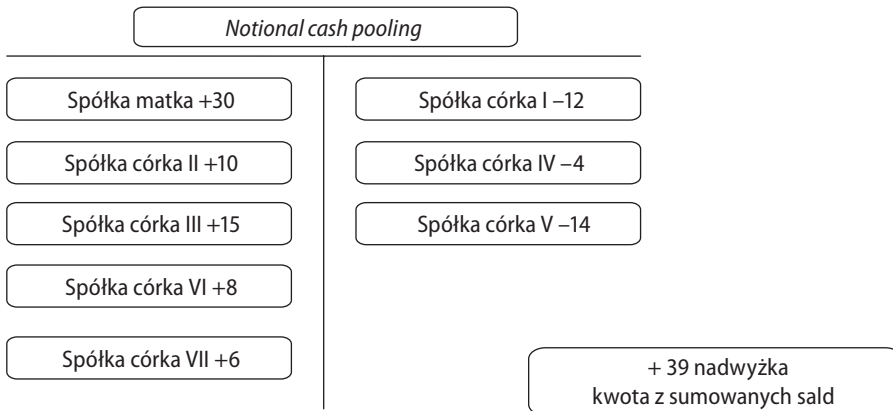 Notional cash pooling
Spółka matka +30
Spółka córka II +10
Spółka córka III +15
Spółka córka VI +8
Spółka córka VII +6
Spółka córka I –12
Spółka córka IV –4
Spółka córka V –14
+ 39 nadwyżka
kwota z sumowanych sald